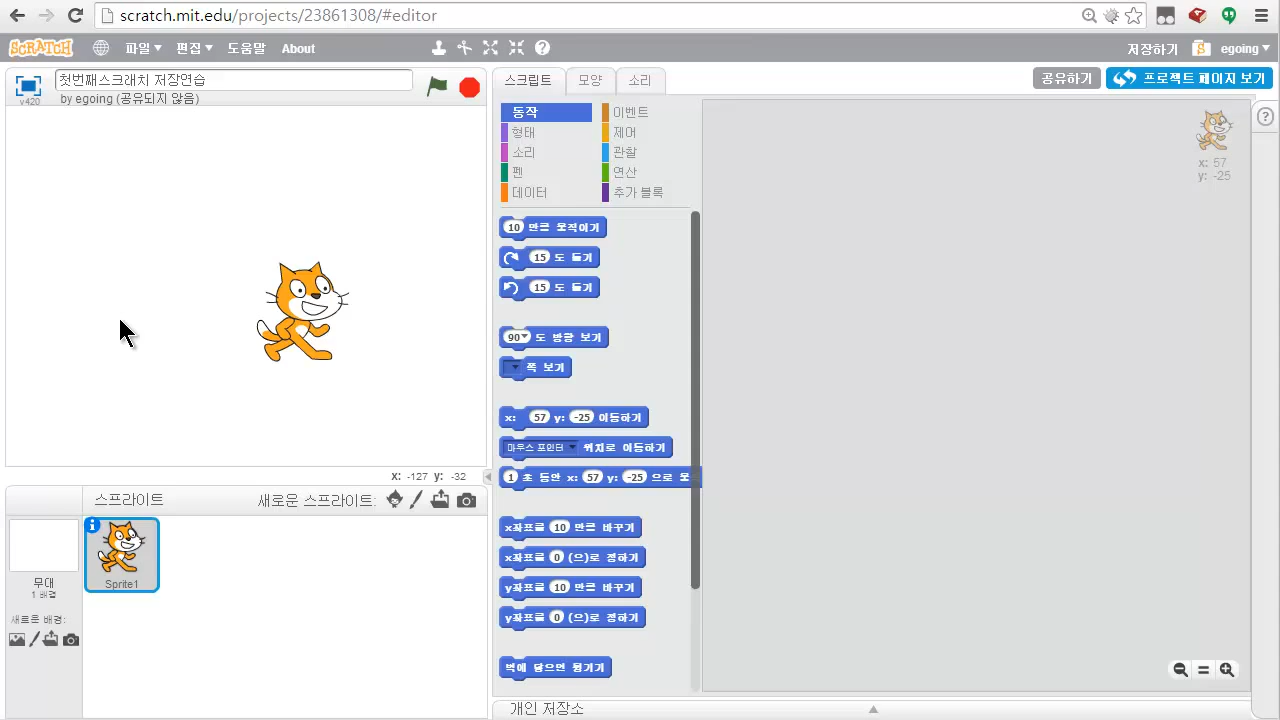 scratch.mit.edu/projects/23861308/#editor
SCRATCH 파일 편집 도움말 About 저장하기 egoing
첫번째스크래치 저장연습
v420 by egoing (공유되지 않음)
스크립트 모양 소리 공유하기 프로젝트 페이지 보기
동작 이벤트
형태 제어
소리 관찰
펜 연산
데이터 추가 블록
10 만큼 움직이기
15 도 돌기
15 도 돌기
90 도 방향 보기
쪽 보기
x: 57 y: -25 이동하기
마우스 포인터 위치로 이동하기
1 초 동안 x: 57 y: -25 으로 움
x좌표를 10 만큼 바꾸기
x좌표를 0 (으)로 정하기
y좌표를 10 만큼 바꾸기
y좌표를 0 (으)로 정하기
벽에 닿으면 튕기기
x: 57
y: -25
x: -127 y: -32
스프라이트 새로운 스프라이트:
Sprite1
무대
1 배경
새로운 배경:
개인 저장소